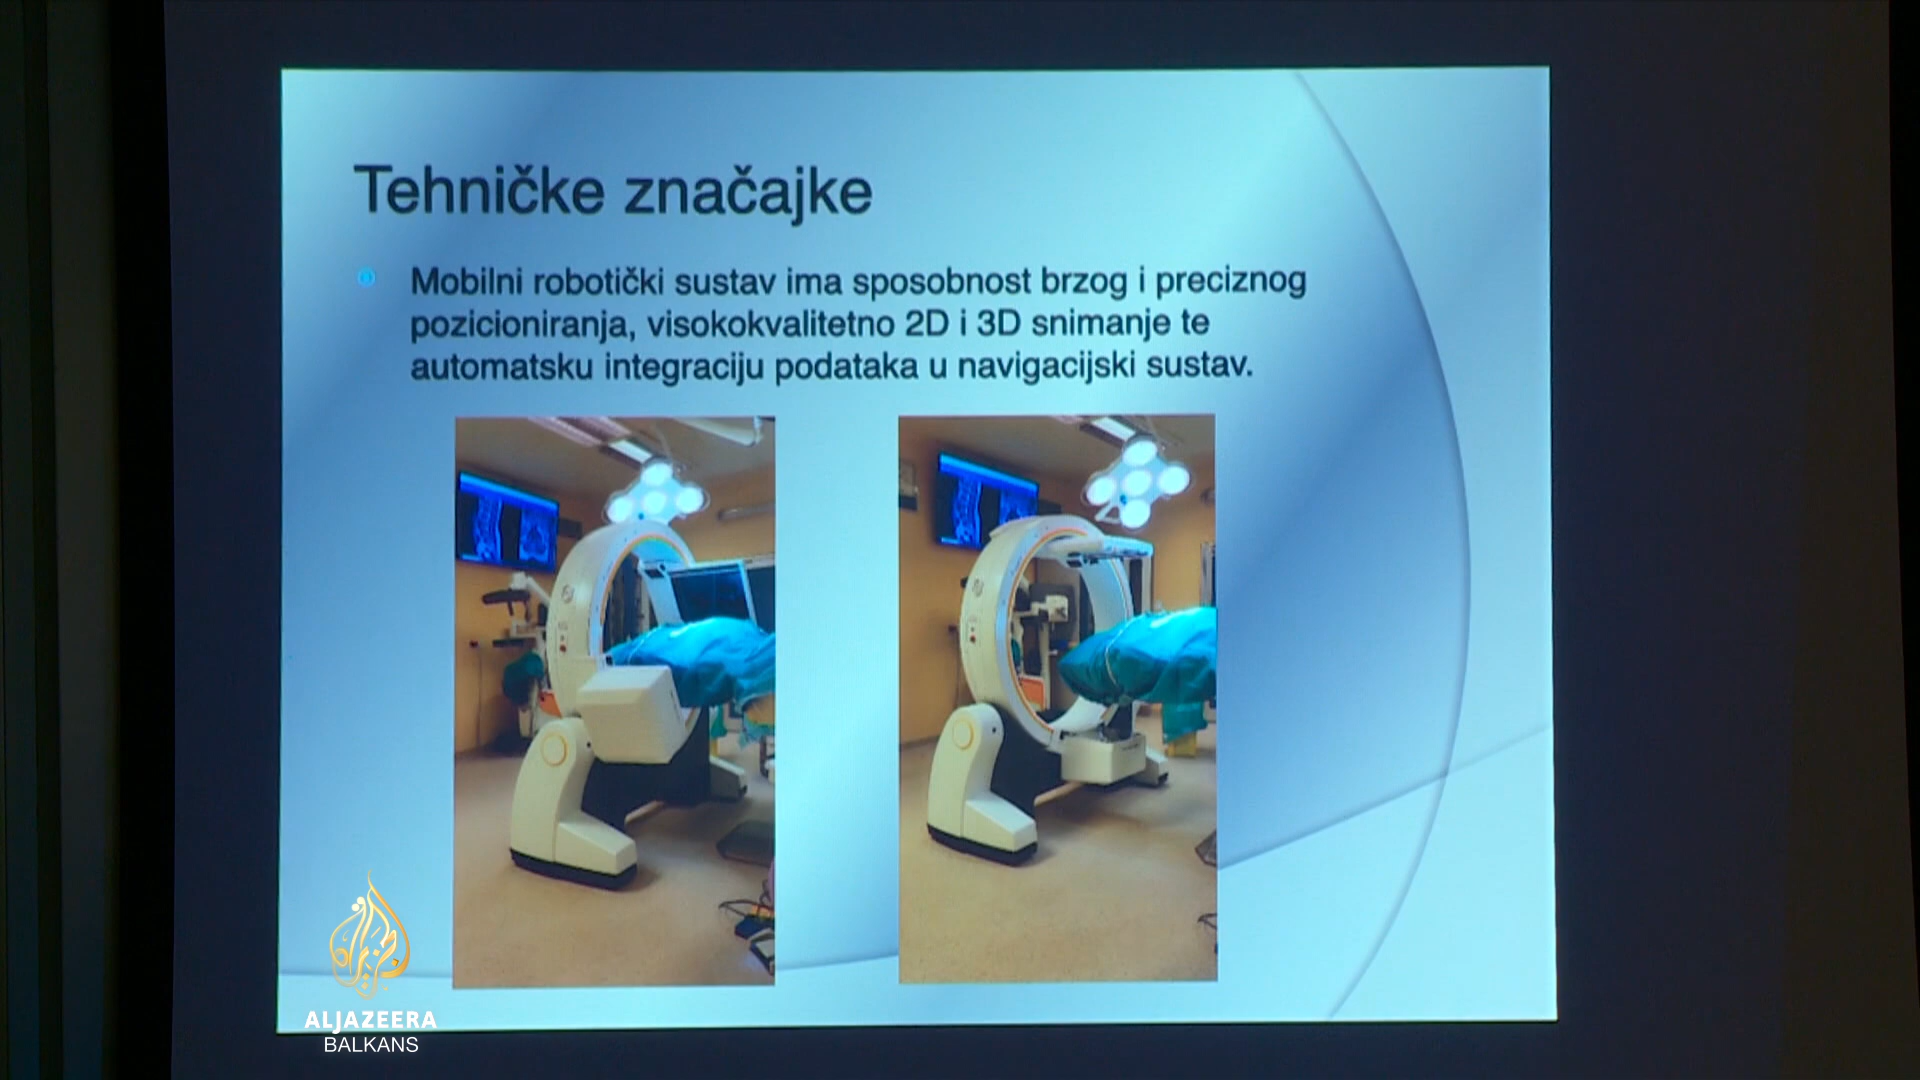 Tehničke značajke
Mobilni robotički sustav ima sposobnost brzog i preciznog
pozicioniranja, visokokvalitetno 2D i 3D snimanje te
automatsku integraciju podataka u navigacijski sustav.
ALJAZEERA
BALKANS